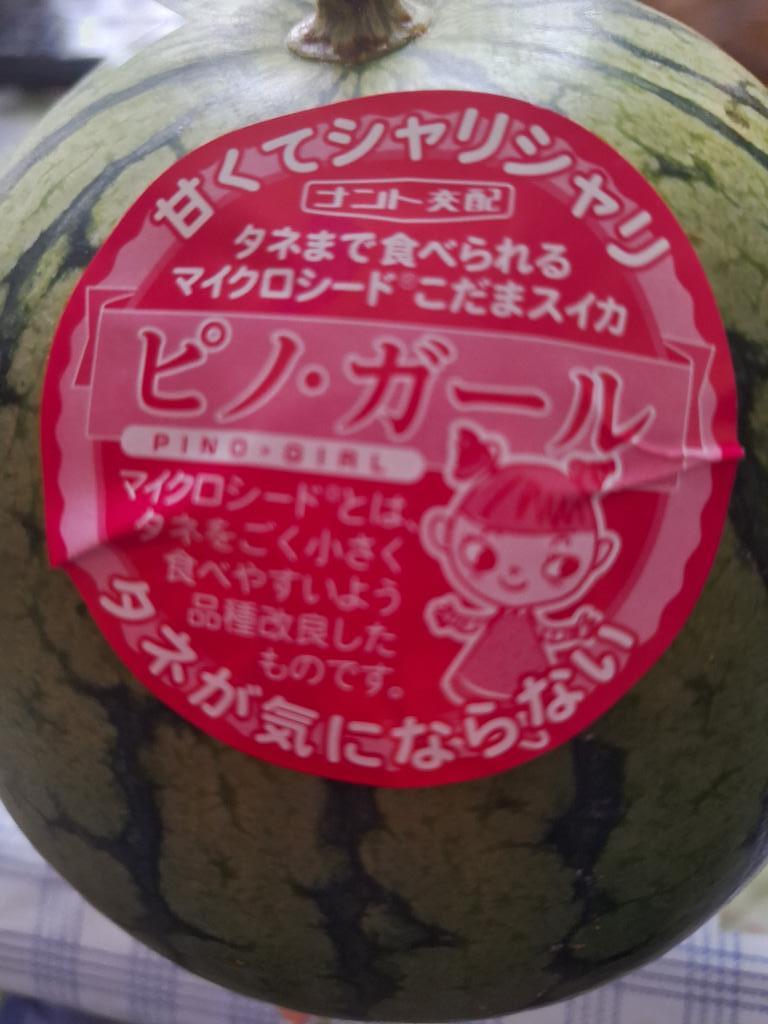 甘くてシャリシャリ
ナント交配
タネまで食べられる
マイクロシード®こだまスイカ
ピノ・ガール
PINO・GIRL
マイクロシード®とは、
タネをごく小さく
食べやすいよう
品種改良した
ものです。
タネが気にならない